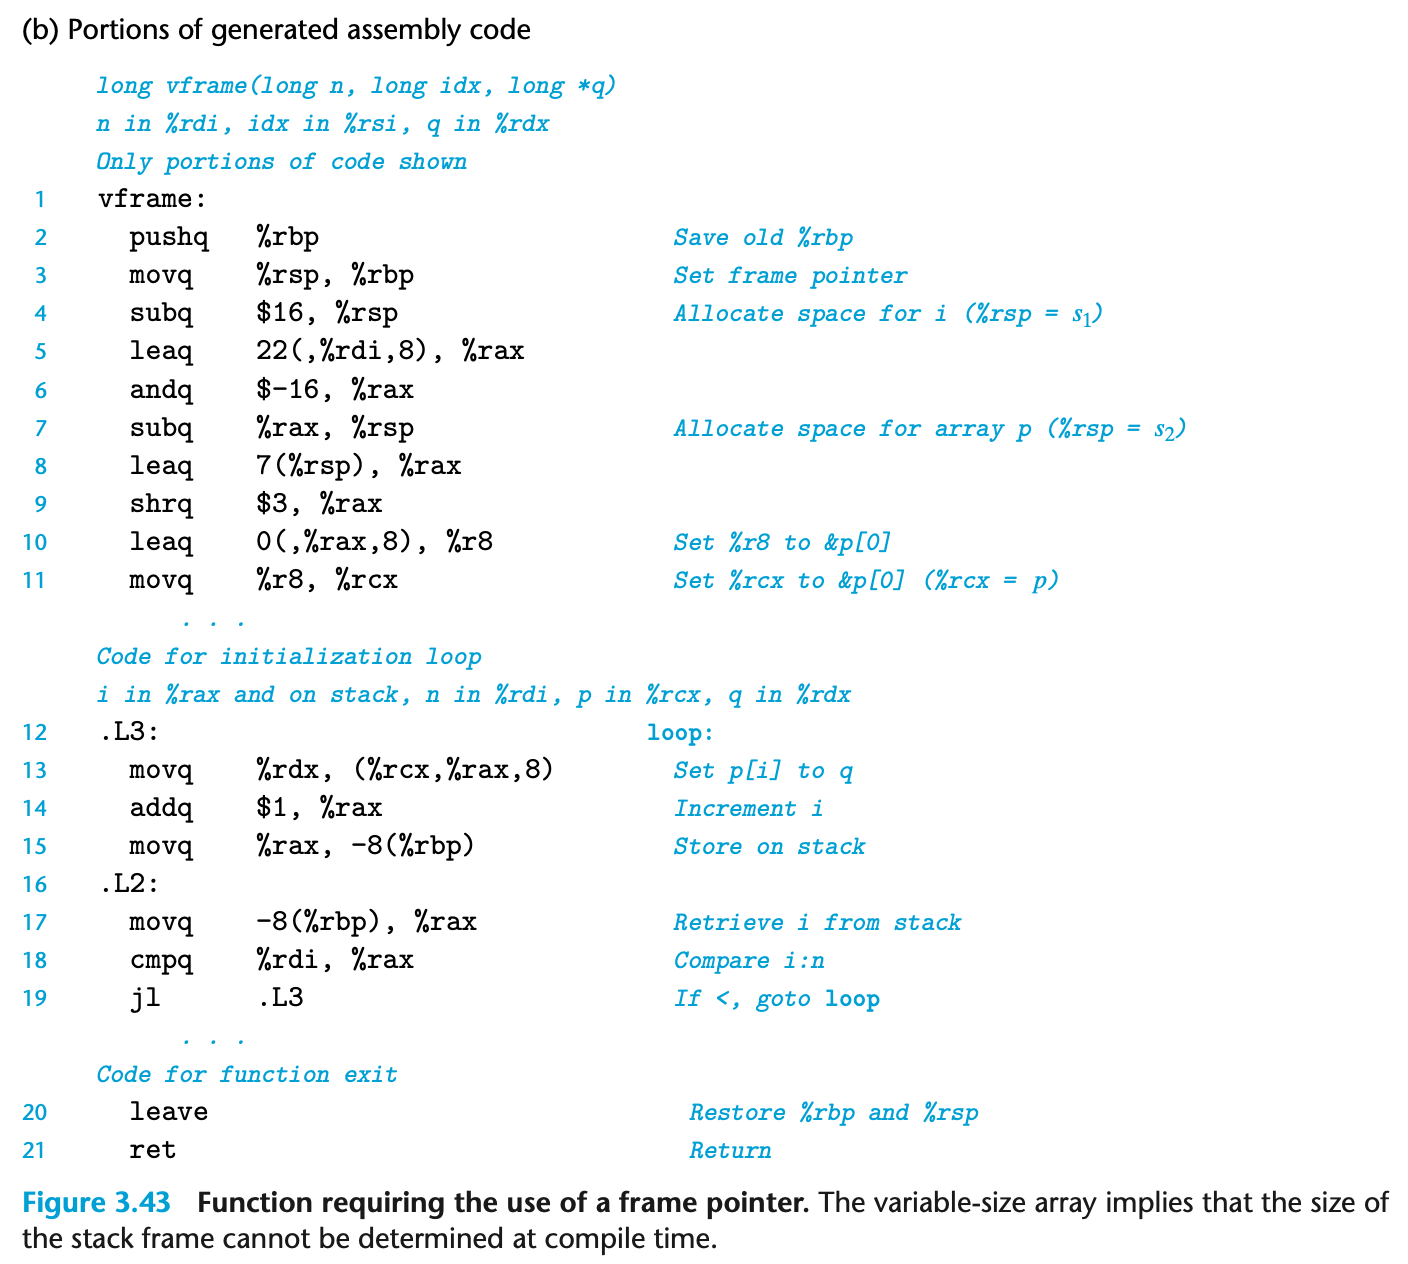 (b) Portions of generated assembly code
long vframe(long n, long idx, long *q)
n in %rdi, idx in %rsi, q in %rdx
Only portions of code shown
1 vframe:
2 pushq %rbp Save old %rbp
3 movq %rsp, %rbp Set frame pointer
4 subq $16, %rsp Allocate space for i (%rsp = s₁)
5 leaq 22(,%rdi,8), %rax
6 andq $-16, %rax
7 subq %rax, %rsp Allocate space for array p (%rsp = s₂)
8 leaq 7(%rsp), %rax
9 shrq $3, %rax
10 leaq 0(,%rax,8), %r8 Set %r8 to &p[0]
11 movq %r8, %rcx Set %rcx to &p[0] (%rcx = p)
. . .
Code for initialization loop
i in %rax and on stack, n in %rdi, p in %rcx, q in %rdx
12 .L3: loop:
13 movq %rdx, (%rcx,%rax,8) Set p[i] to q
14 addq $1, %rax Increment i
15 movq %rax, -8(%rbp) Store on stack
16 .L2:
17 movq -8(%rbp), %rax Retrieve i from stack
18 cmpq %rdi, %rax Compare i:n
19 jl .L3 If <, goto loop
. . .
Code for function exit
20 leave Restore %rbp and %rsp
21 ret Return
Figure 3.43 Function requiring the use of a frame pointer. The variable-size array implies that the size of
the stack frame cannot be determined at compile time.